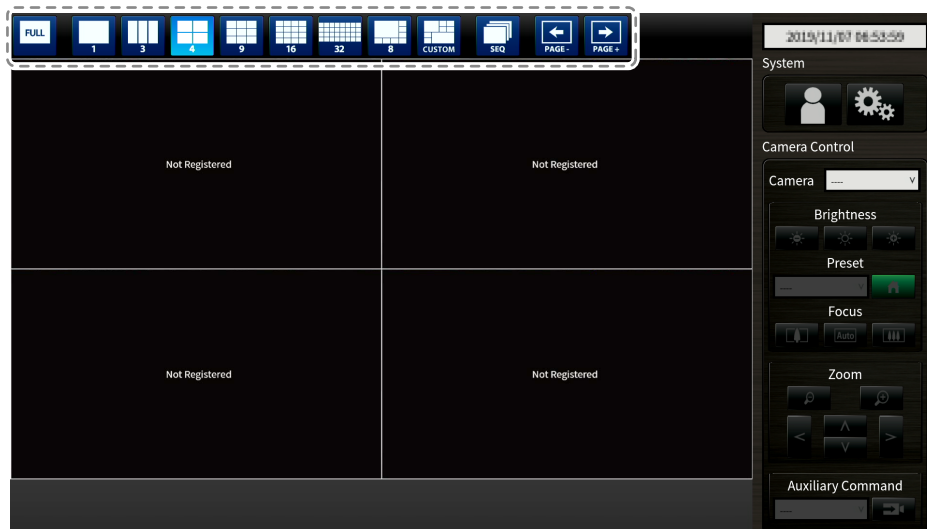 FULL
1
3
4
9
16
32
8
CUSTOM
SEQ
PAGE-
PAGE+
2019/11/07 06:53:59
System
Not Registered
Not Registered
Camera Control
Camera ---- v
Brightness
Preset
---- v
Focus
Auto
Not Registered
Not Registered
Zoom
Auxiliary Command
---- v